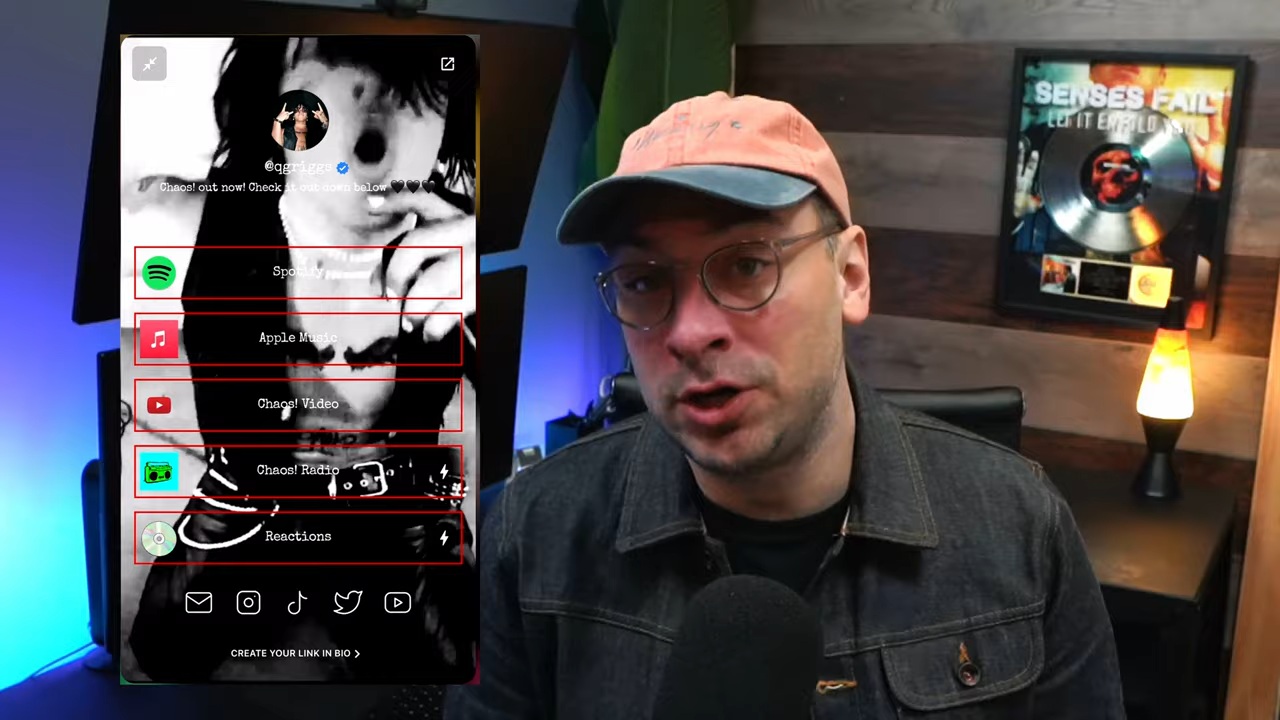 @qgriggs
Chaos! out now! Check it out down below 🖤🖤🖤
Spotify
Apple Music
Chaos! Video
Chaos! Radio
Reactions
CREATE YOUR LINK IN BIO >
SENSES FAIL
LET IT ENFOLD YOU